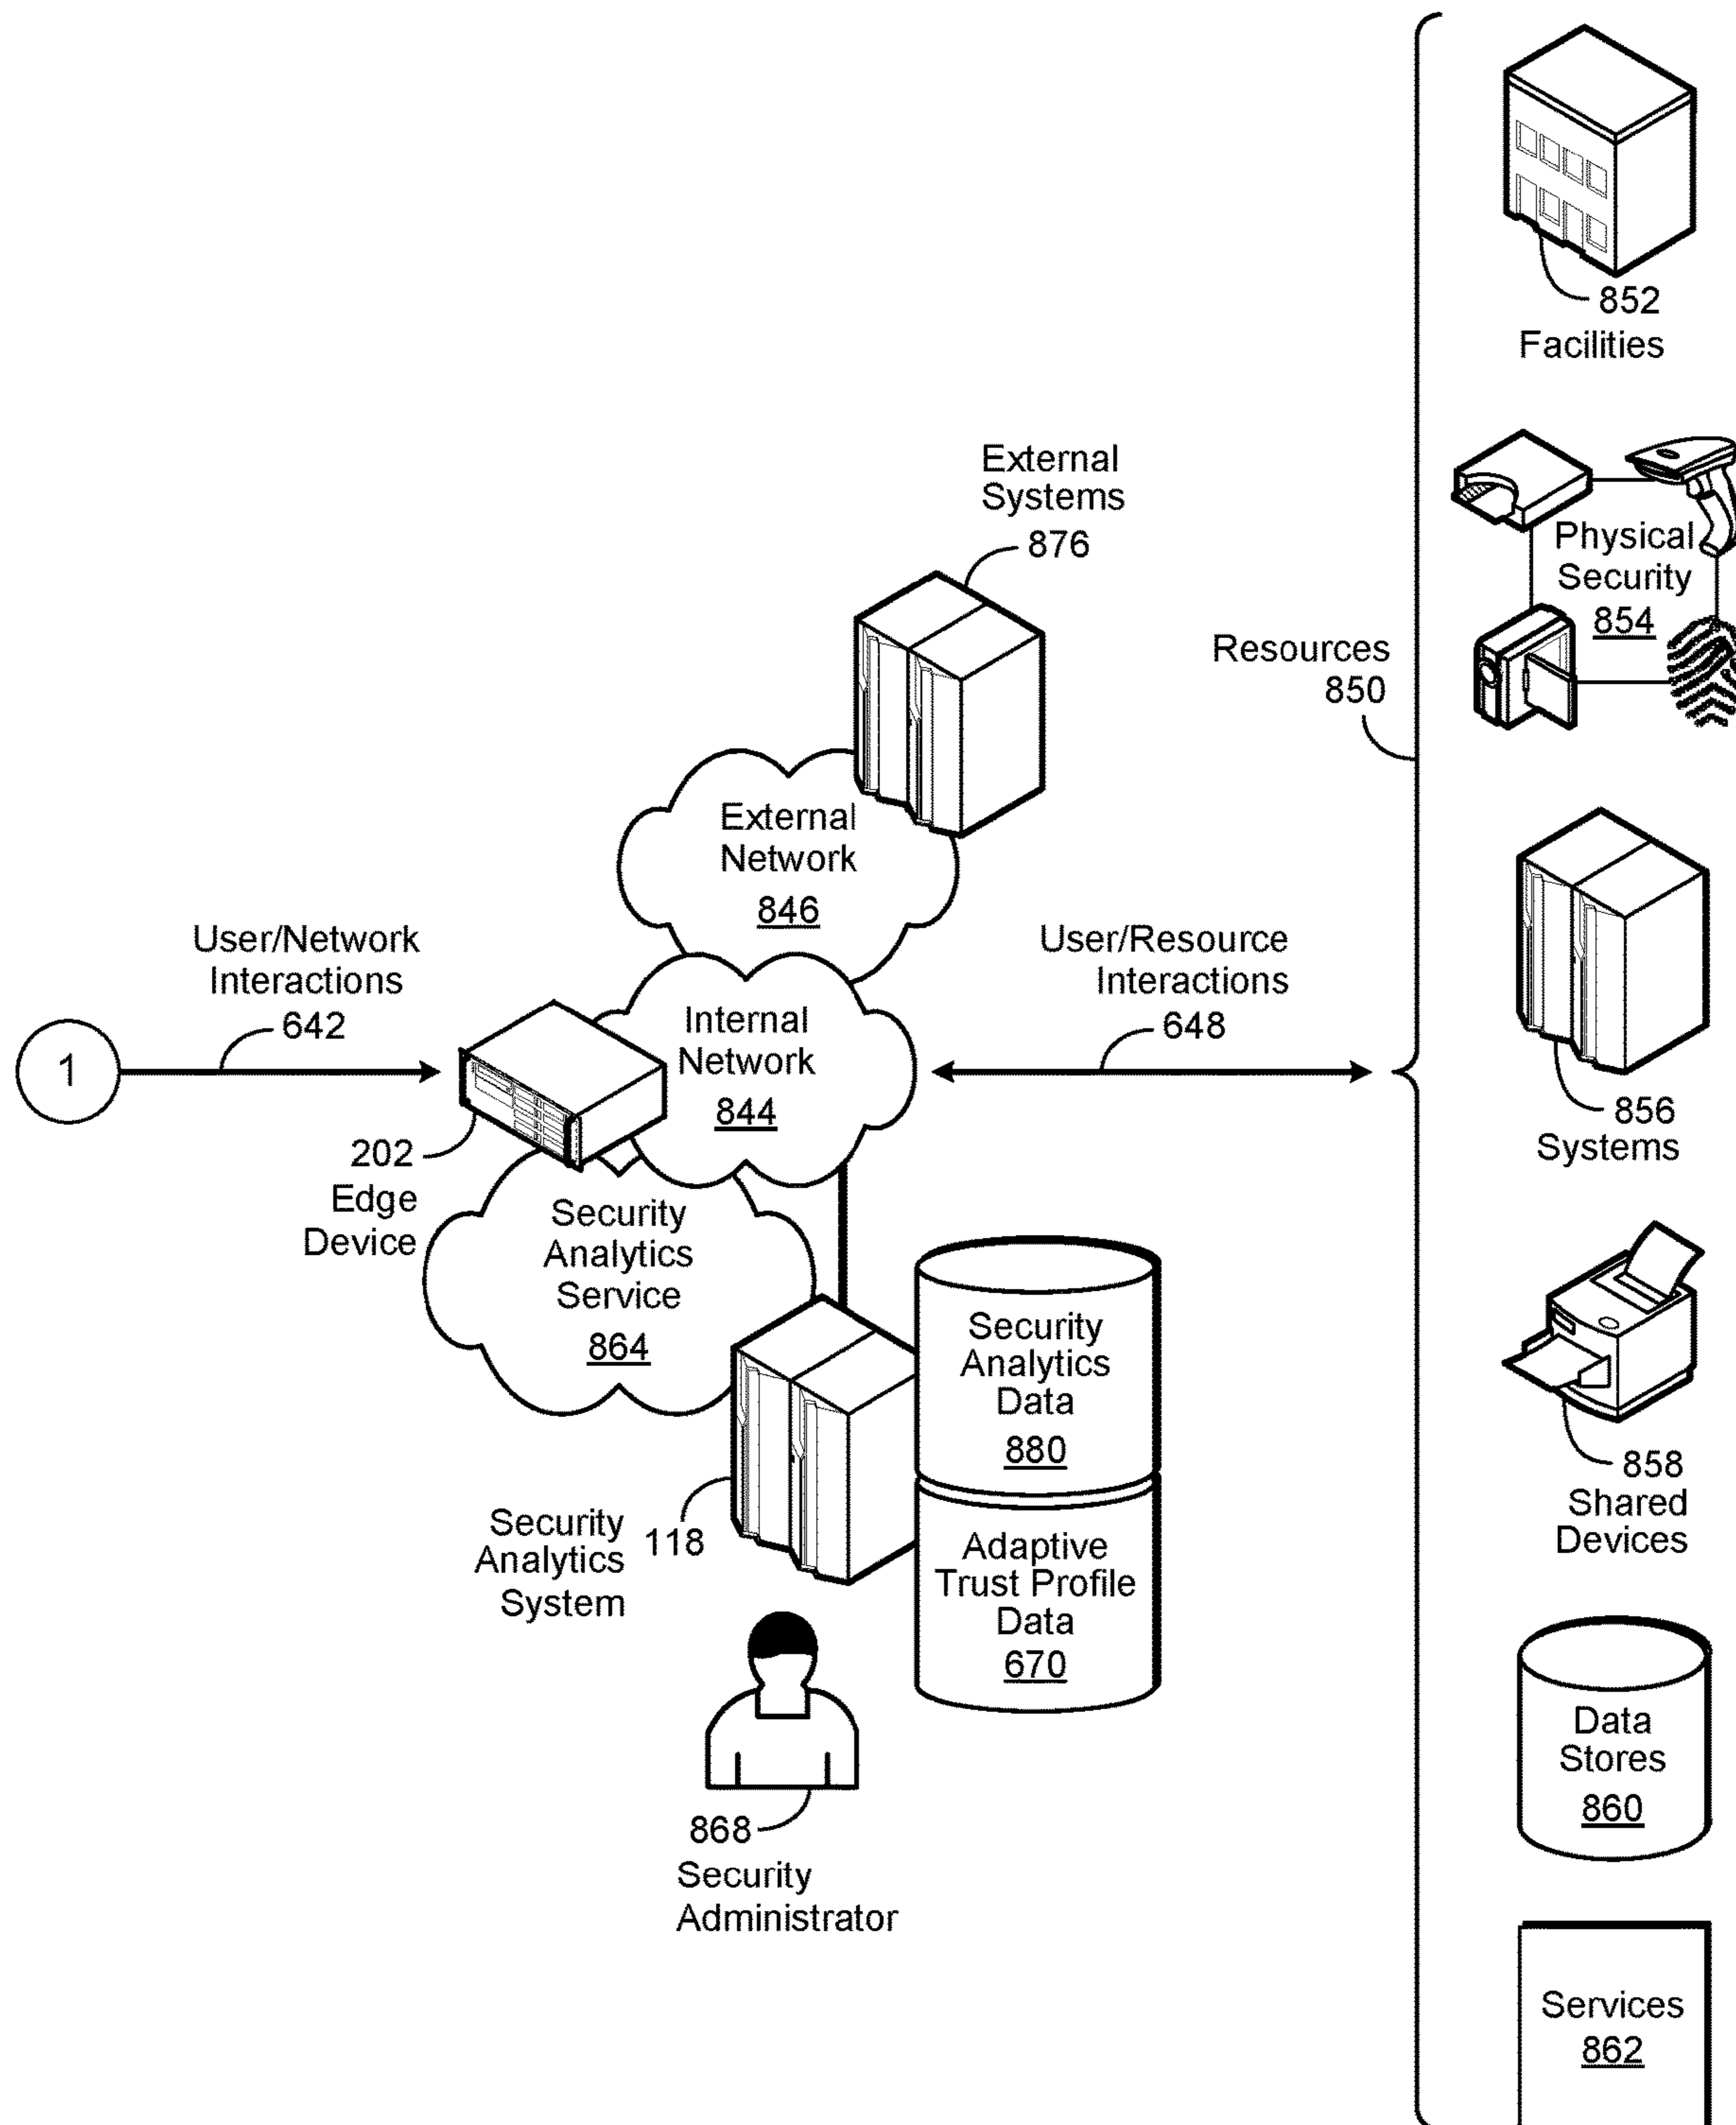 852
Facilities
External
Systems
876
Physical
Security
854
Resources
850
External
Network
846
User/Network
Interactions
642
User/Resource
Interactions
648
1
Internal
Network
844
856
Systems
202
Edge
Device
Security
Analytics
Service
864
Security
Analytics
Data
880
858
Shared
Devices
Security
Analytics
System
118
Adaptive
Trust Profile
Data
670
Data
Stores
860
868
Security
Administrator
Services
862